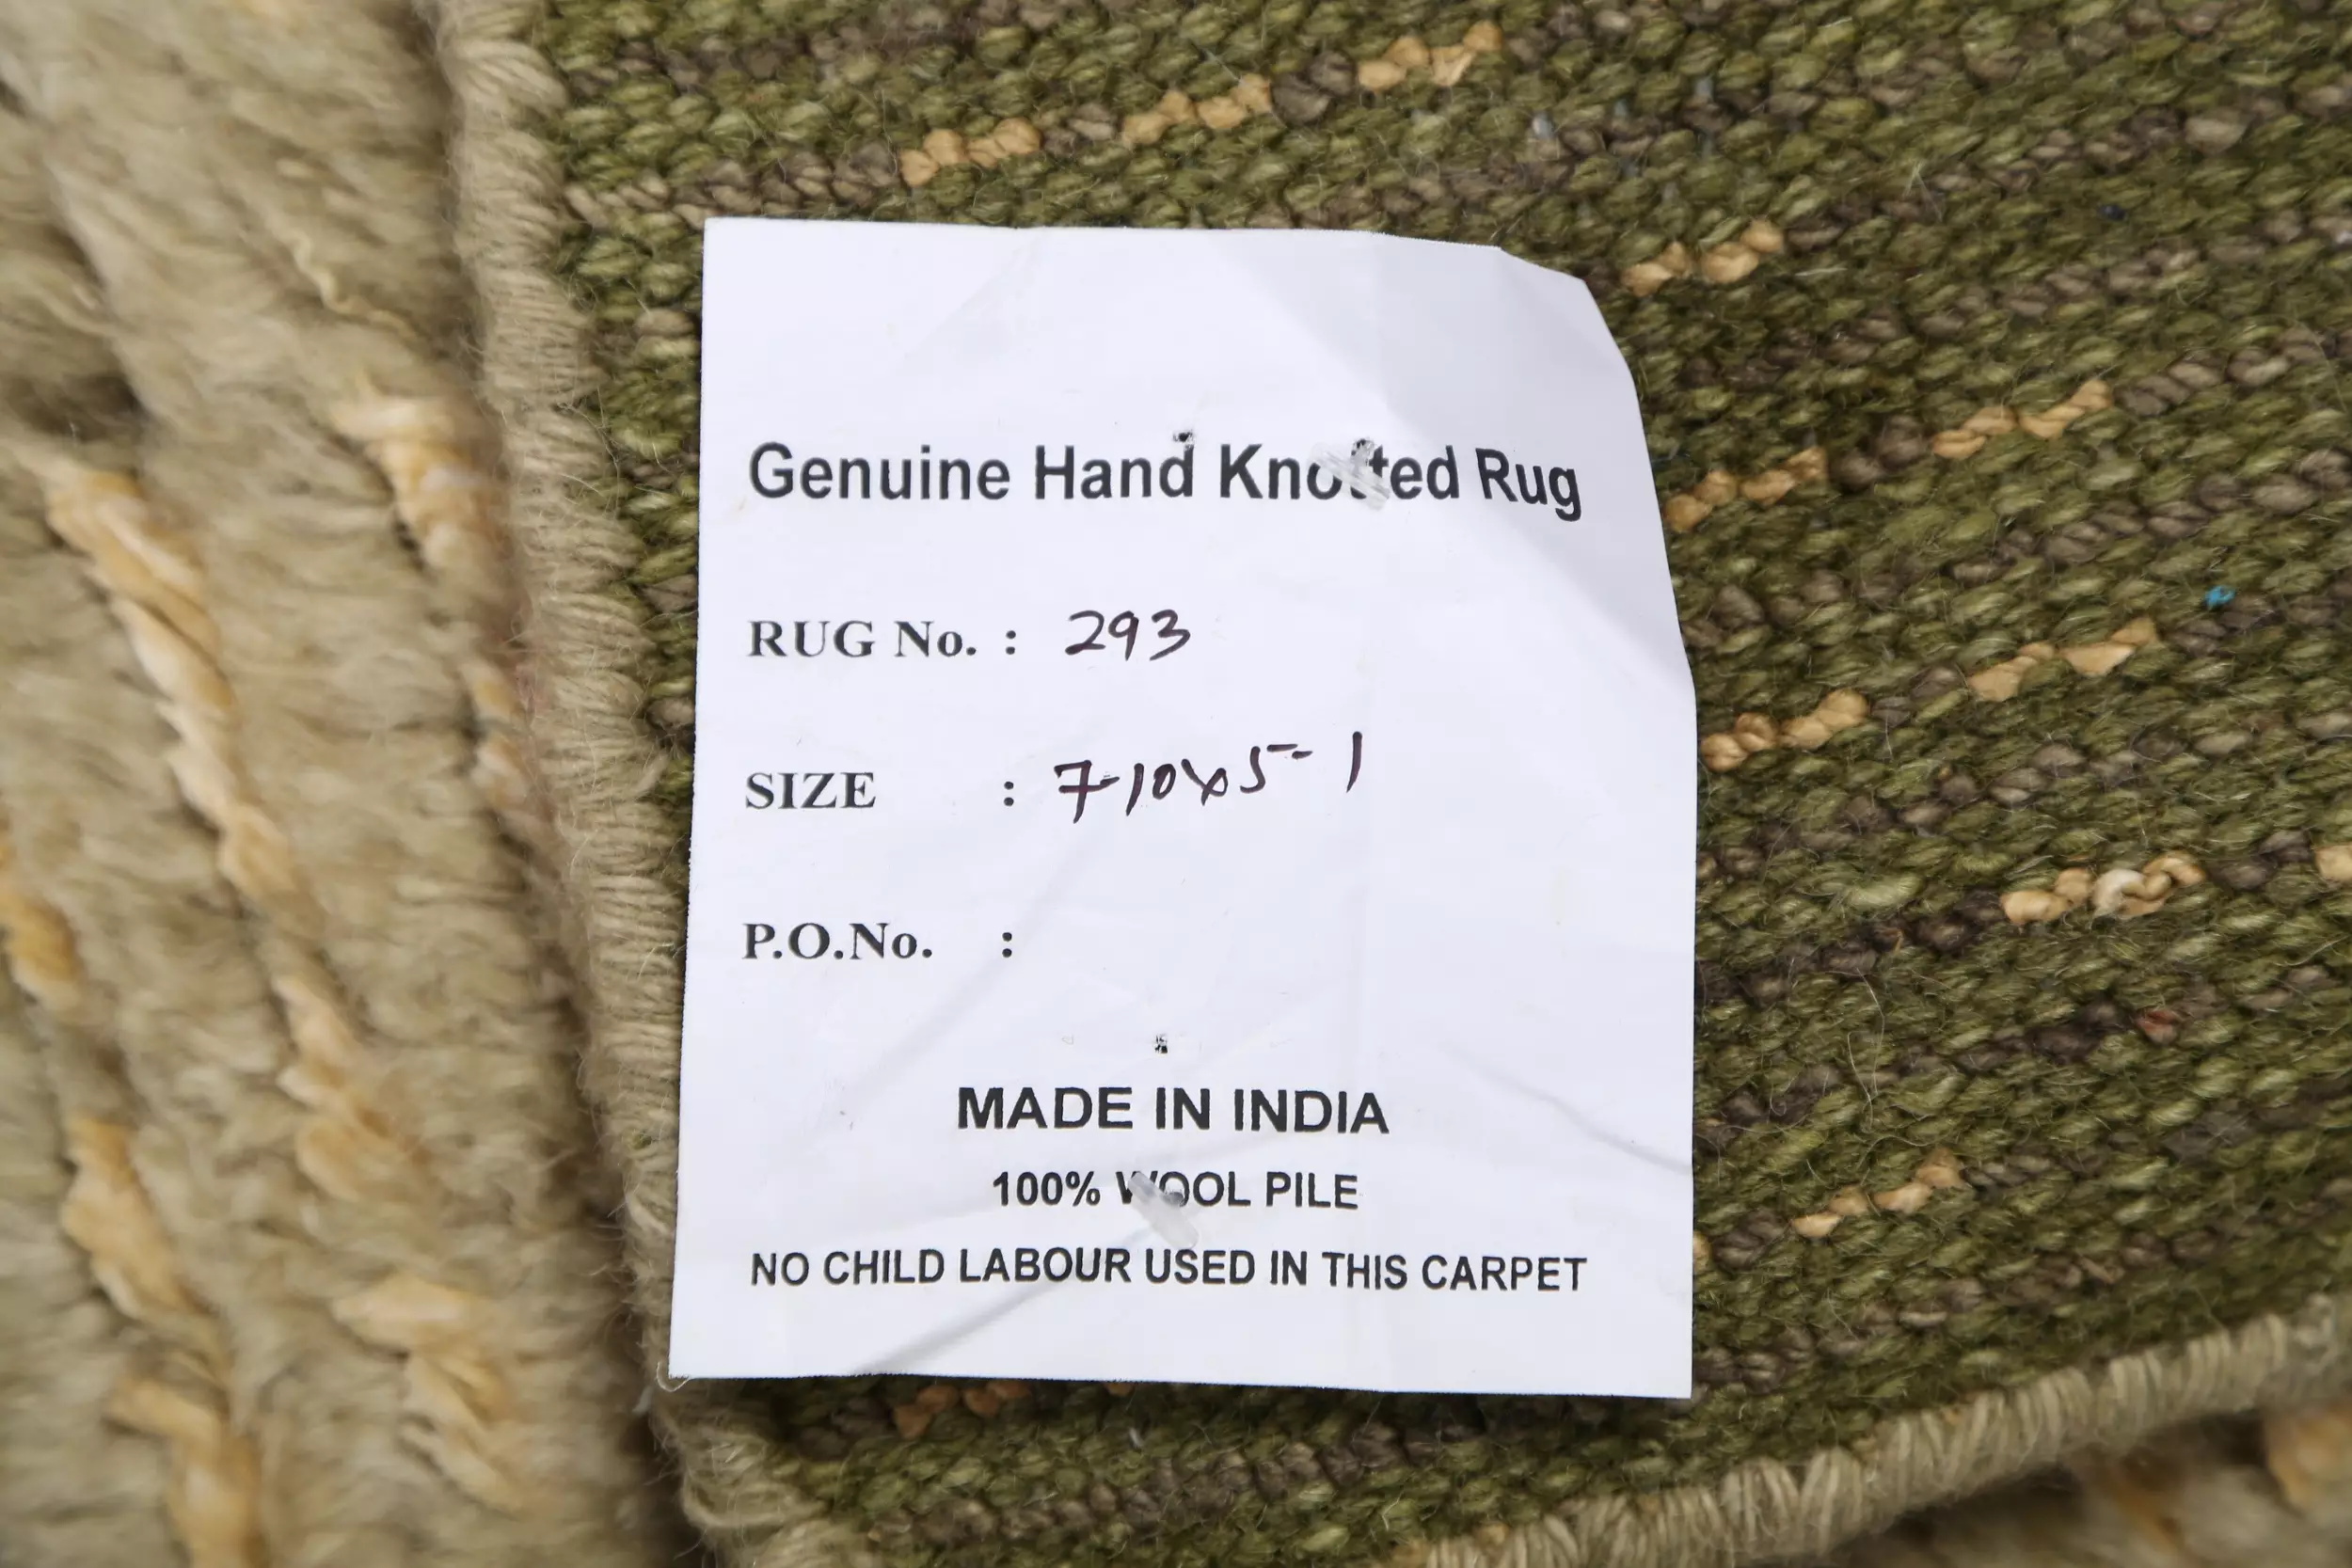 Genuine Hand Knotted Rug
RUG No. : 293
SIZE : 7-10x5-1
P.O.No. :
MADE IN INDIA
100% WOOL PILE
NO CHILD LABOUR USED IN THIS CARPET